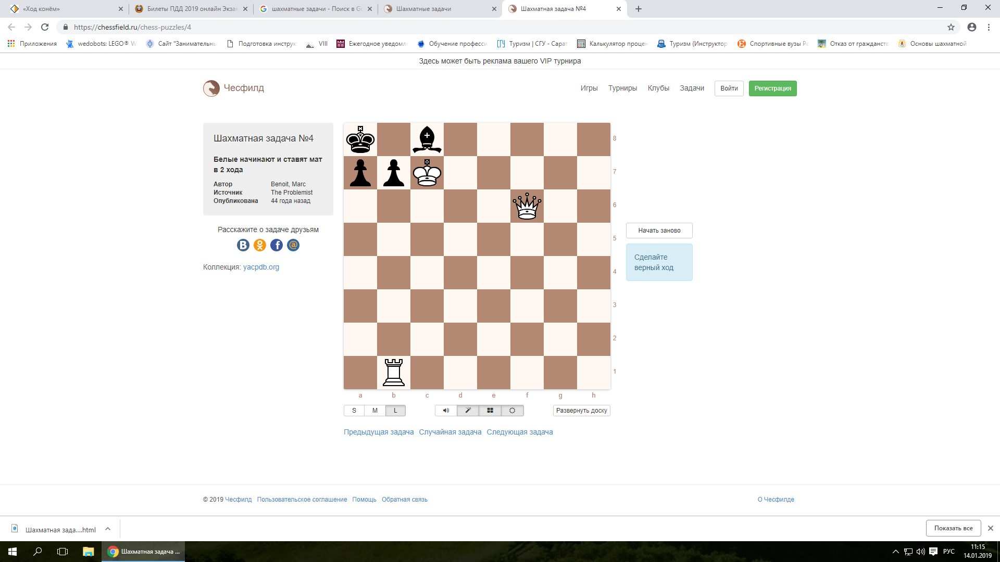 «Ход конём»
Билеты ПДД 2019 онлайн Экза
шахматные задачи - Поиск в Go
Шахматные задачи
Шахматная задача №4
https://chessfield.ru/chess-puzzles/4
Приложения
wedobots: LEGO® W
Сайт "Занимательны
Подготовка инструк
VIII
Ежегодное уведомл
Обучение професси
Туризм | СГУ - Сарат
Калькулятор процен
Туризм (Инструктор
Спортивные вузы Ро
Отказ от гражданств
Основы шахматной
Здесь может быть реклама вашего VIP турнира
Чесфилд
Игры Турниры Клубы Задачи Войти Регистрация
Шахматная задача №4
Белые начинают и ставят мат
в 2 хода
Автор Benoit, Marc
Источник The Problemist
Опубликована 44 года назад
Расскажите о задаче друзьям
Коллекция: yacpdb.org
8
7
6
5
4
3
2
1
a b c d e f g h
Начать заново
Сделайте
верный ход
S M L
Развернуть доску
Предыдущая задача Случайная задача Следующая задача
© 2019 Чесфилд Пользовательское соглашение Помощь Обратная связь
О Чесфилде
Шахматная зада....html
Показать все
Шахматная задача ...
РУС
11:15
14.01.2019